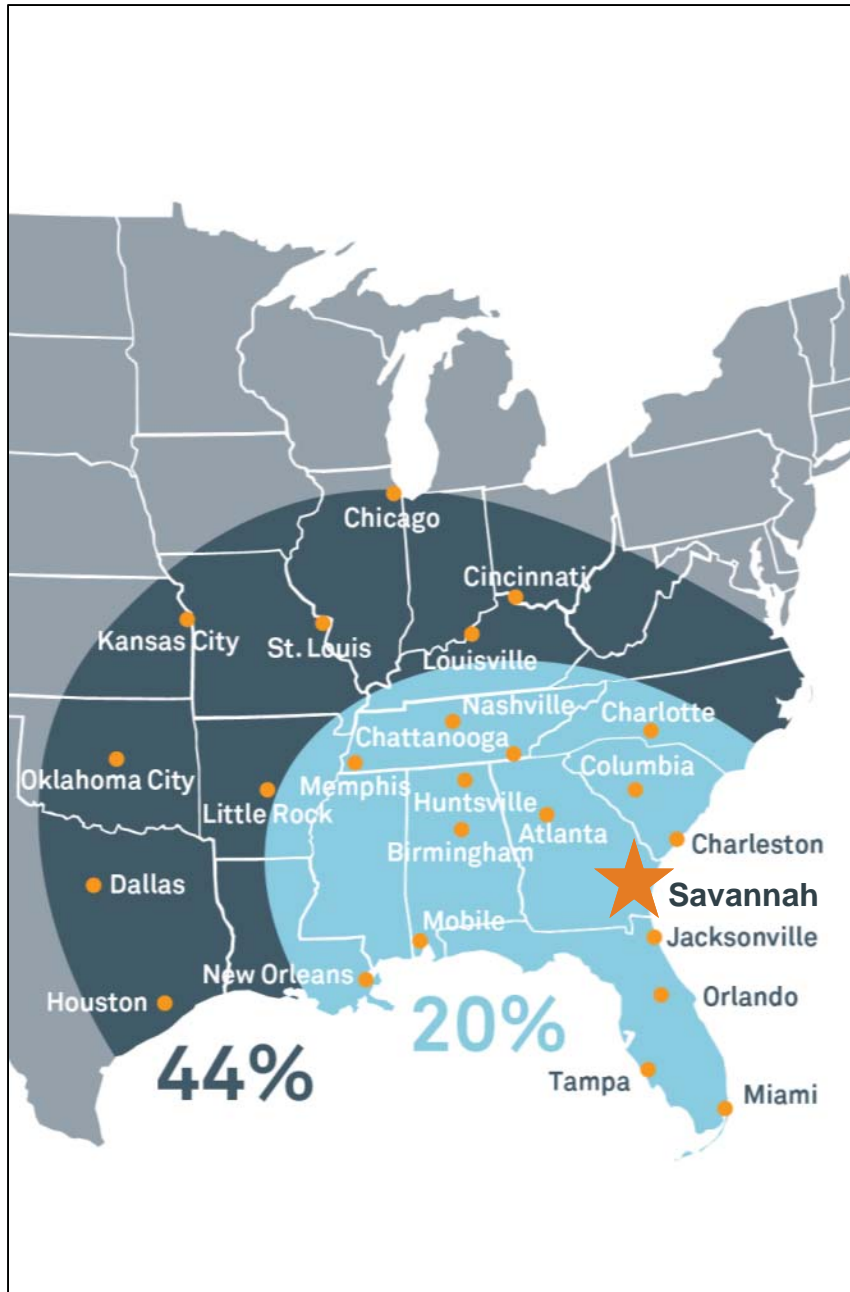 Chicago
Cincinnati
Kansas City
St. Louis
Louisville
Nashville
Charlotte
Chattanooga
Oklahoma City
Memphis
Columbia
Little Rock
Huntsville
Atlanta
Birmingham
Charleston
Dallas
Savannah
Mobile
Jacksonville
New Orleans
Houston
Orlando
20%
44%
Tampa
Miami